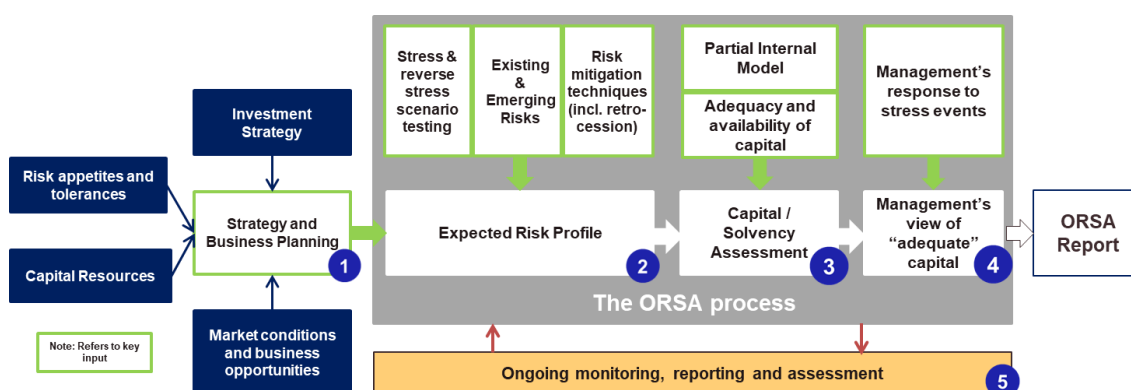 Investment
Strategy
Risk appetites and
tolerances
Capital Resources
Strategy and
Business Planning
1
Market conditions
and business
opportunities
Note: Refers to key
input
Stress &
reverse
stress
scenario
testing
Existing
&
Emerging
Risks
Risk
mitigation
techniques
(incl. retro-
cession)
Partial Internal
Model
Adequacy and
availability of
capital
Management’s
response to
stress events
Expected Risk Profile
2
Capital /
Solvency
Assessment
3
Management’s
view of
“adequate”
capital
4
ORSA
Report
The ORSA process
Ongoing monitoring, reporting and assessment
5